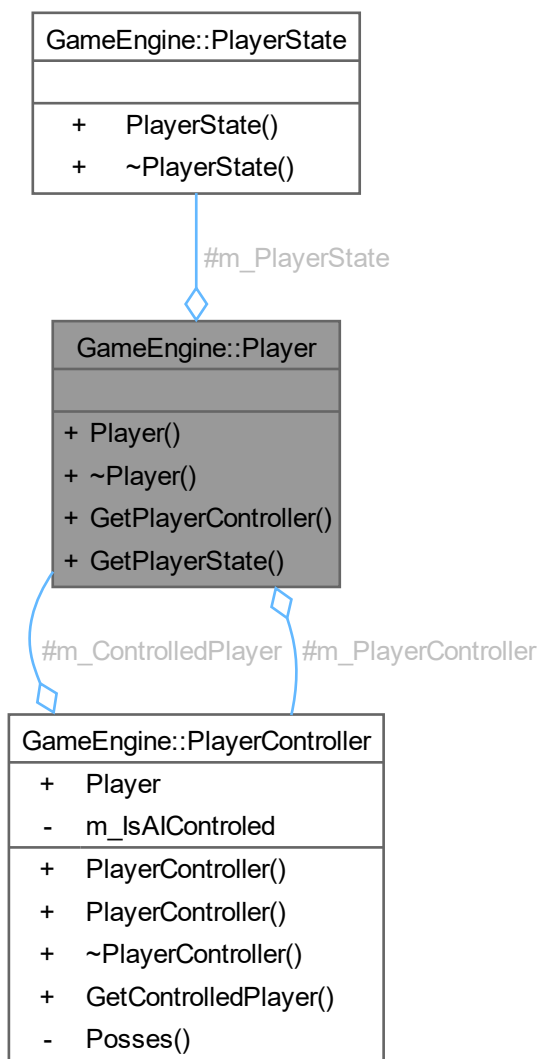 GameEngine::PlayerState
+ PlayerState()
+ ~PlayerState()
#m_PlayerState
GameEngine::Player
+ Player()
+ ~Player()
+ GetPlayerController()
+ GetPlayerState()
#m_ControlledPlayer #m_PlayerController
GameEngine::PlayerController
+ Player
- m_IsAIControled
+ PlayerController()
+ PlayerController()
+ ~PlayerController()
+ GetControlledPlayer()
- Posses()